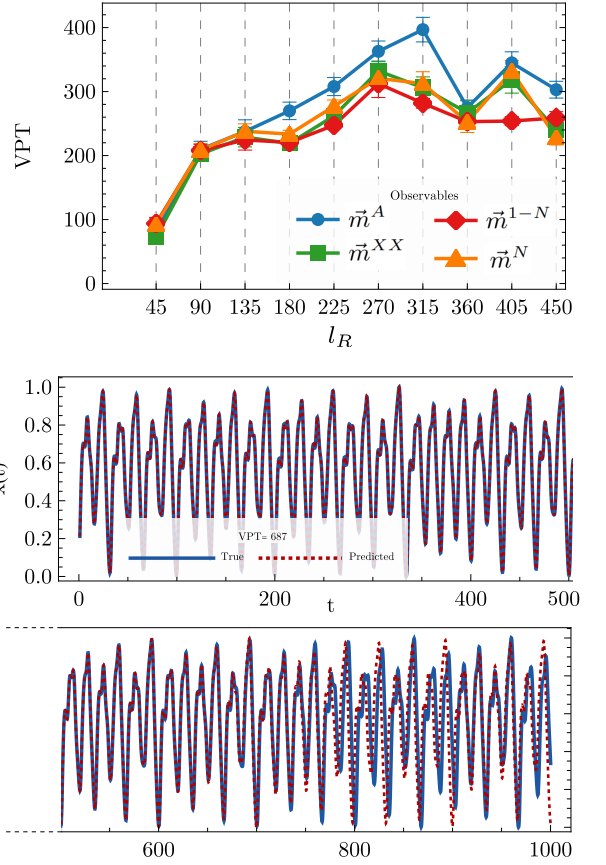 400
300
200
100
0
VPT
Observables
m⃗^A
m⃗^{1−N}
m⃗^{XX}
m⃗^N
45 90 135 180 225 270 315 360 405 450
l_R
1.0
0.8
0.6
0.4
0.2
0.0
x(t)
VPT= 687
True Predicted
0 200 400 500
t
600 800 1000